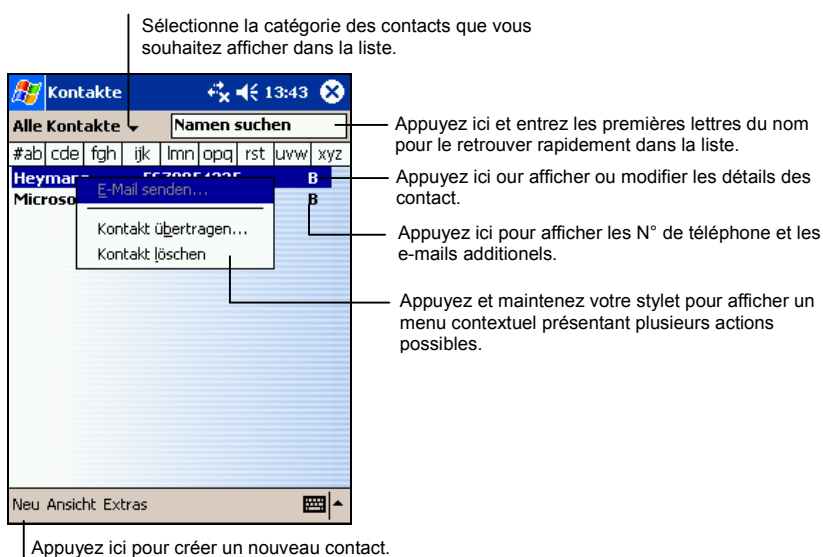 Sélectionne la catégorie des contacts que vous
souhaitez afficher dans la liste.
Kontakte 13:43
Alle Kontakte Namen suchen
#ab cde fgh ijk lmn opq rst uvw xyz
Heymann B
Microso B
E-Mail senden...
Kontakt übertragen...
Kontakt löschen
Appuyez ici et entrez les premières lettres du nom
pour le retrouver rapidement dans la liste.
Appuyez ici our afficher ou modifier les détails des
contact.
Appuyez ici pour afficher les N° de téléphone et les
e-mails additionels.
Appuyez et maintenez votre stylet pour afficher un
menu contextuel présentant plusieurs actions
possibles.
Neu Ansicht Extras
Appuyez ici pour créer un nouveau contact.